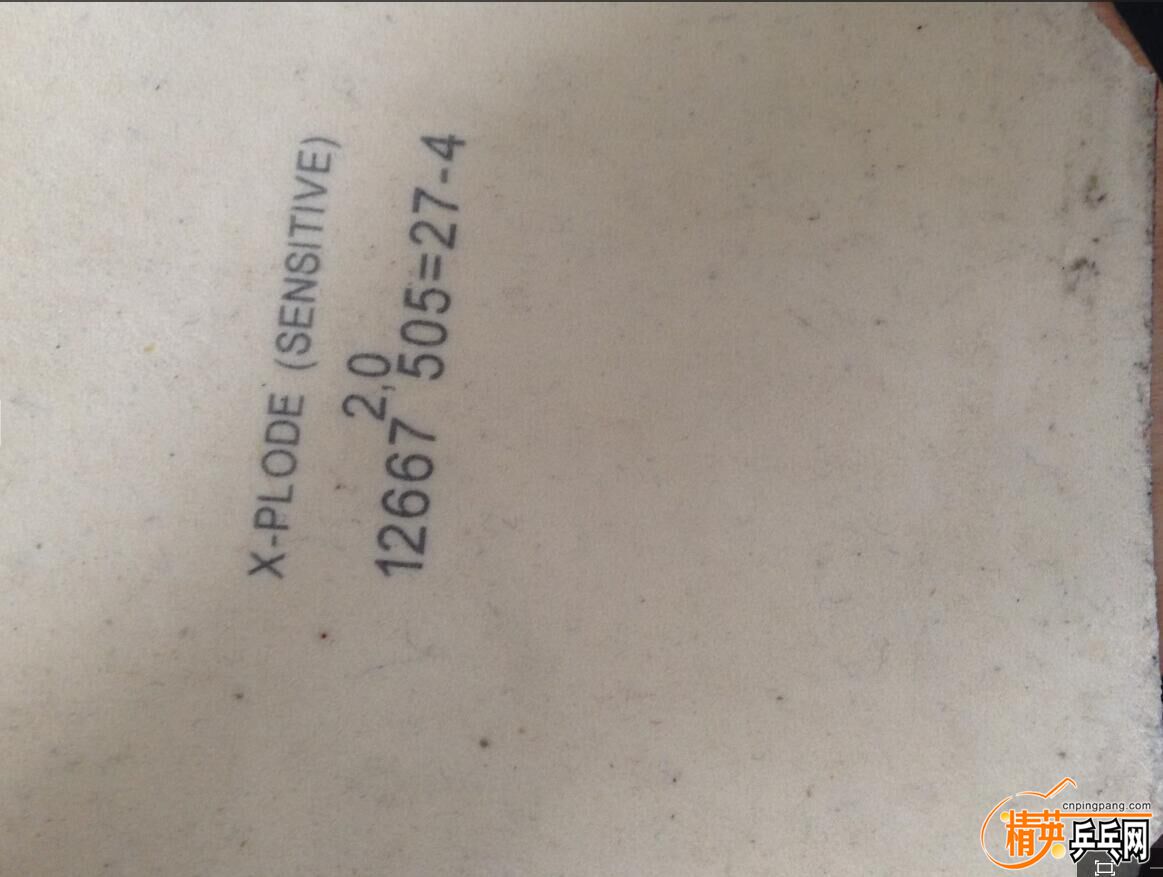 X-PLODE (SENSITIVE)
2,0
12667 505=27-4
cnpingpang.com
精英乒乓网